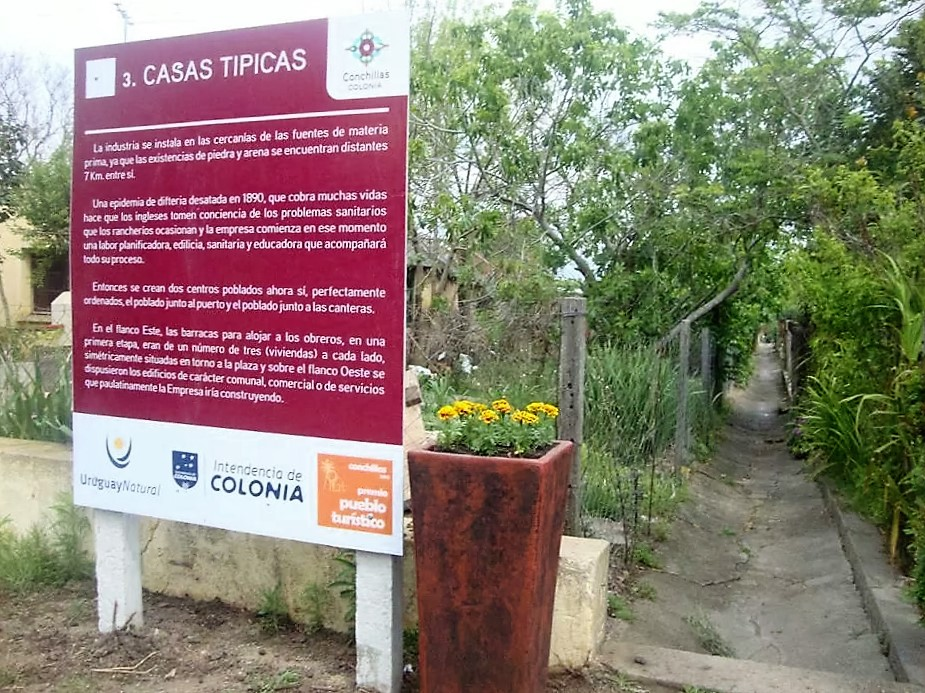 3. CASAS TIPICAS
Conchillas
COLONIA
La industria se instala en las cercanías de las fuentes de materia
prima, ya que las existencias de piedra y arena se encuentran distantes
7 Km. entre sí.
Una epidemia de difteria desatada en 1890, que cobra muchas vidas
hace que los ingleses tomen conciencia de los problemas sanitarios
que los rancheríos ocasionan y la empresa comienza en ese momento
una labor planificadora, edilicia, sanitaria y educadora que acompañará
todo su proceso.
Entonces se crean dos centros poblados ahora sí, perfectamente
ordenados, el poblado junto al puerto y el poblado junto a las canteras.
En el flanco Este, las barracas para alojar a los obreros, en una
primera etapa, eran de un número de tres (viviendas) a cada lado,
simétricamente situadas en torno a la plaza y sobre el flanco Oeste se
dispusieron los edificios de carácter comunal, comercial o de servicios
que paulatinamente la Empresa iría construyendo.
UruguayNatural
Intendencia de
COLONIA
conchillas
premio
pueblo
turístico